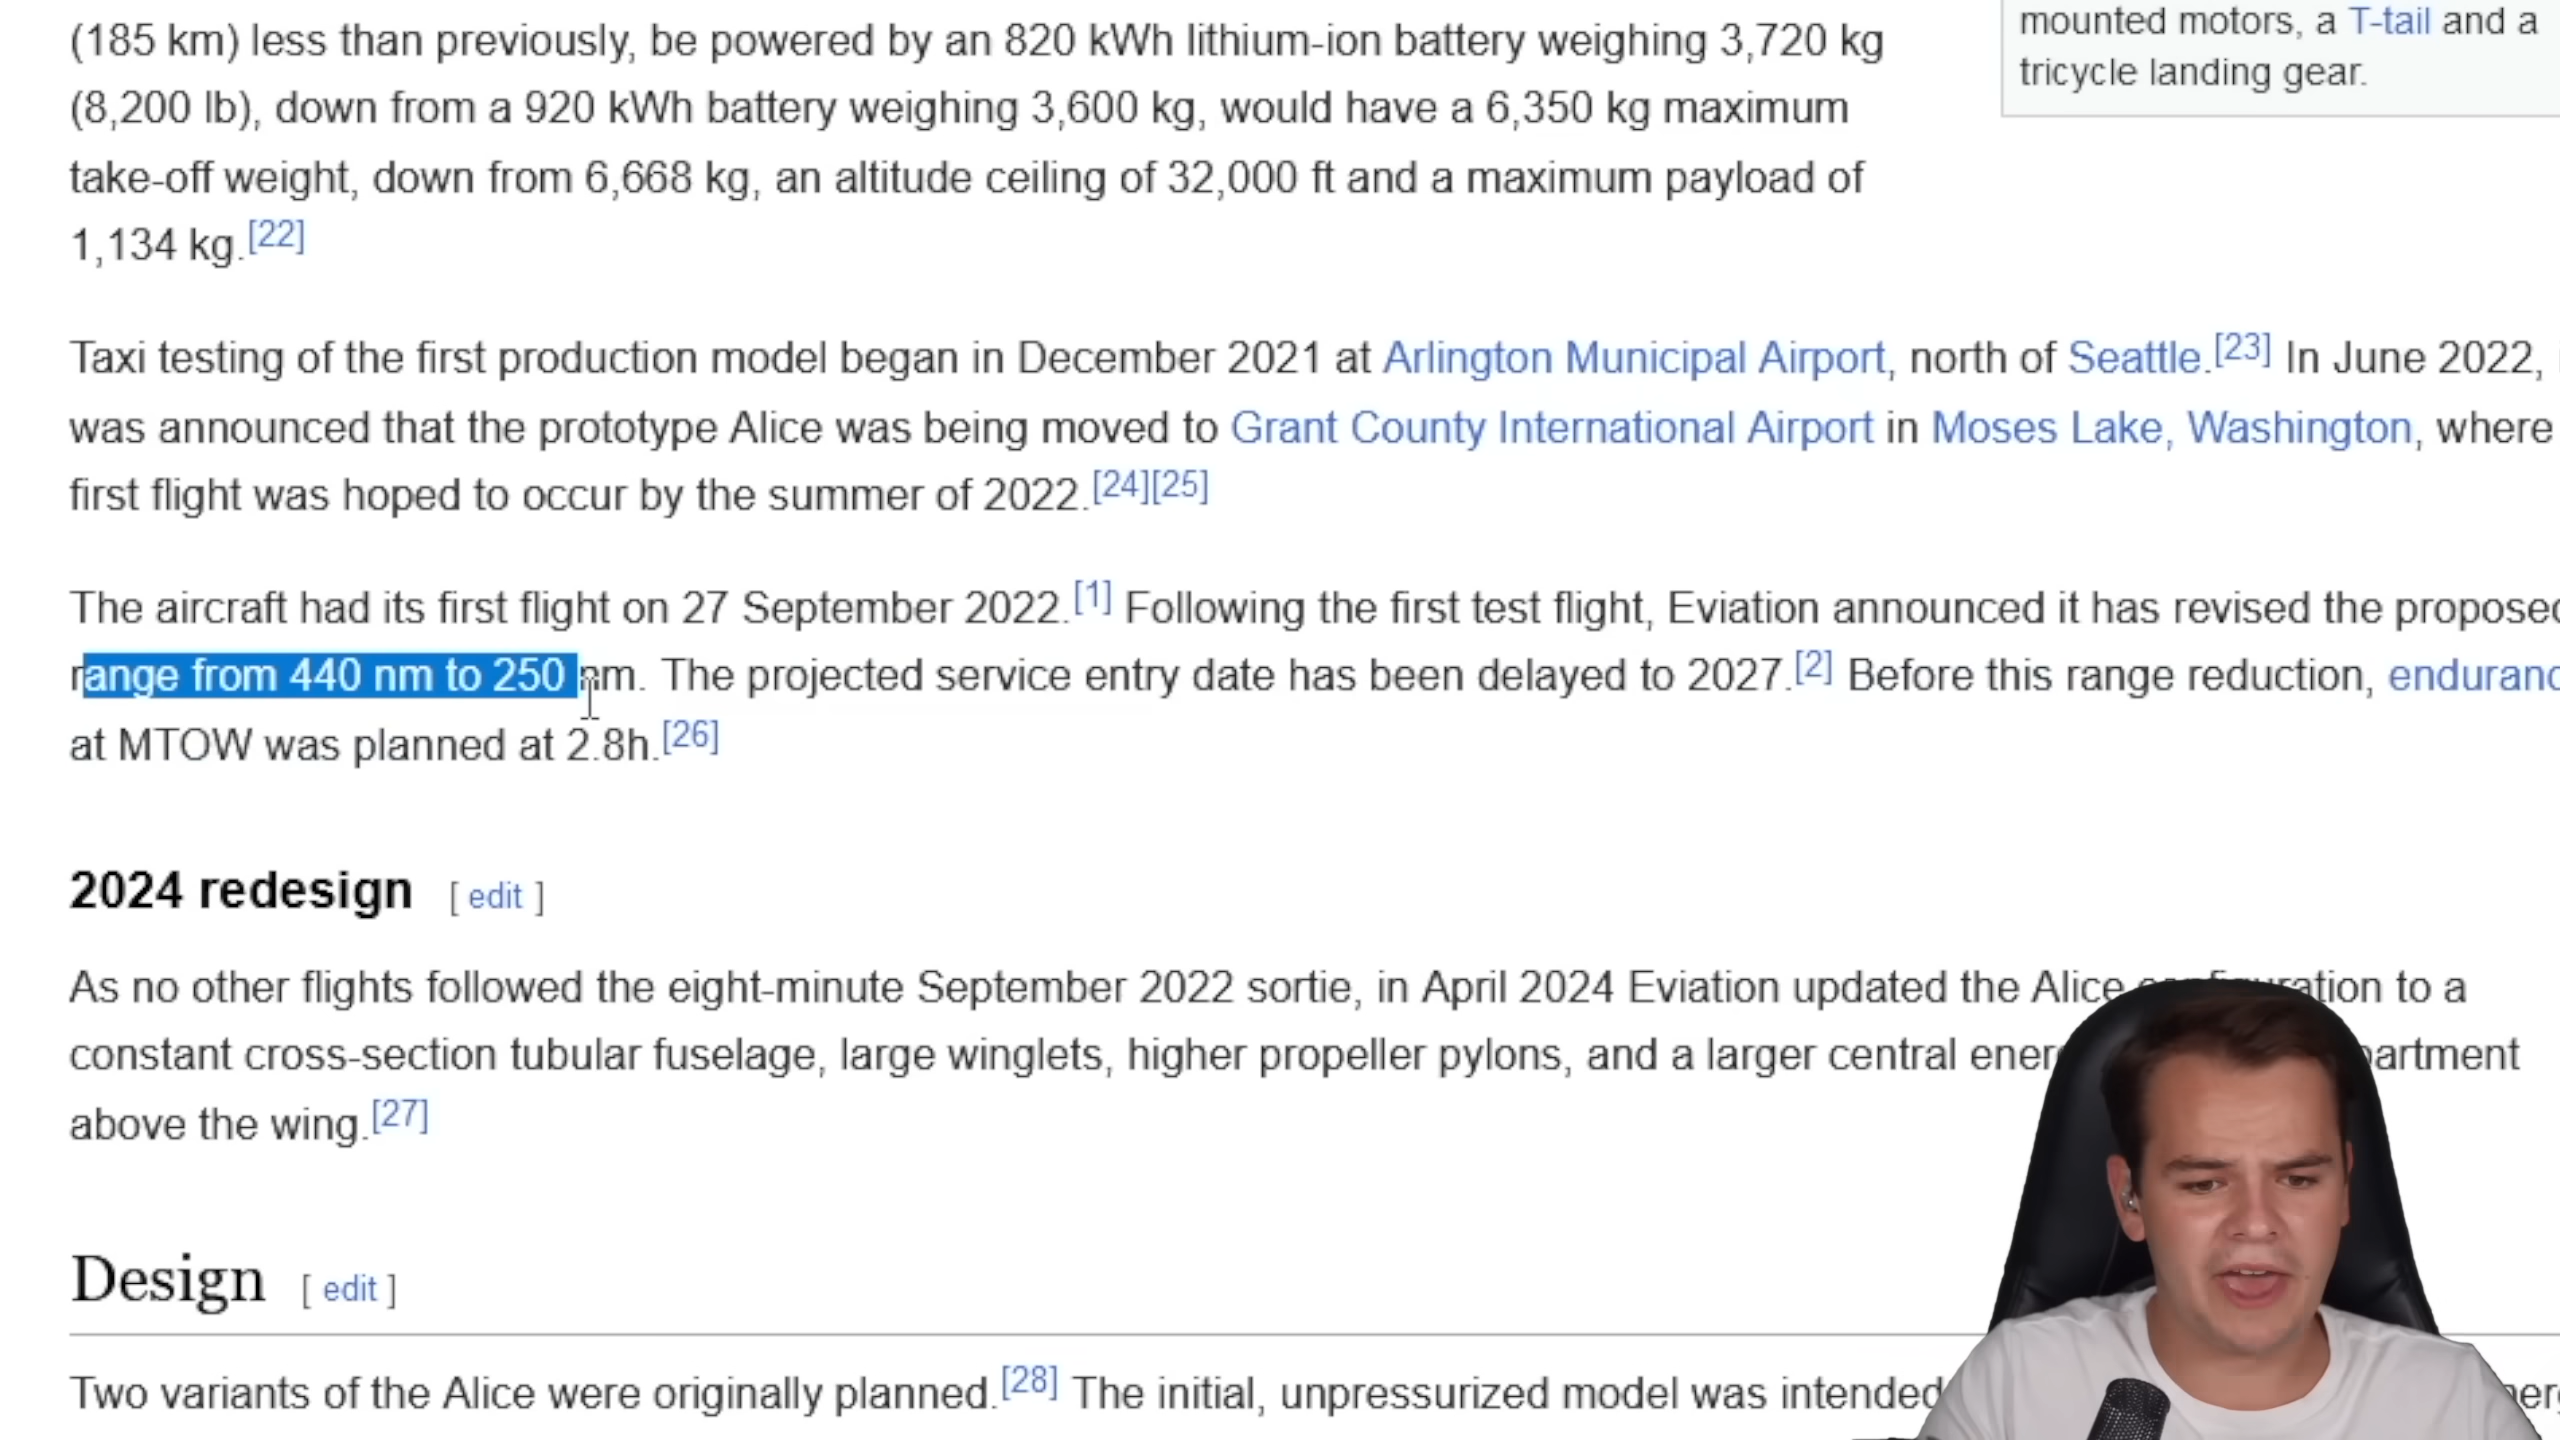 (185 km) less than previously, be powered by an 820 kWh lithium-ion battery weighing 3,720 kg
(8,200 lb), down from a 920 kWh battery weighing 3,600 kg, would have a 6,350 kg maximum
take-off weight, down from 6,668 kg, an altitude ceiling of 32,000 ft and a maximum payload of
1,134 kg.[22]
mounted motors, a T-tail and a
tricycle landing gear.
Taxi testing of the first production model began in December 2021 at Arlington Municipal Airport, north of Seattle.[23] In June 2022,
was announced that the prototype Alice was being moved to Grant County International Airport in Moses Lake, Washington, where
first flight was hoped to occur by the summer of 2022.[24][25]
The aircraft had its first flight on 27 September 2022.[1] Following the first test flight, Eviation announced it has revised the proposed
range from 440 nm to 250 nm. The projected service entry date has been delayed to 2027.[2] Before this range reduction, enduranc
at MTOW was planned at 2.8h.[26]
2024 redesign [ edit ]
As no other flights followed the eight-minute September 2022 sortie, in April 2024 Eviation updated the Alice configuration to a
constant cross-section tubular fuselage, large winglets, higher propeller pylons, and a larger central ener partment
above the wing.[27]
Design [ edit ]
Two variants of the Alice were originally planned.[28] The initial, unpressurized model was intended